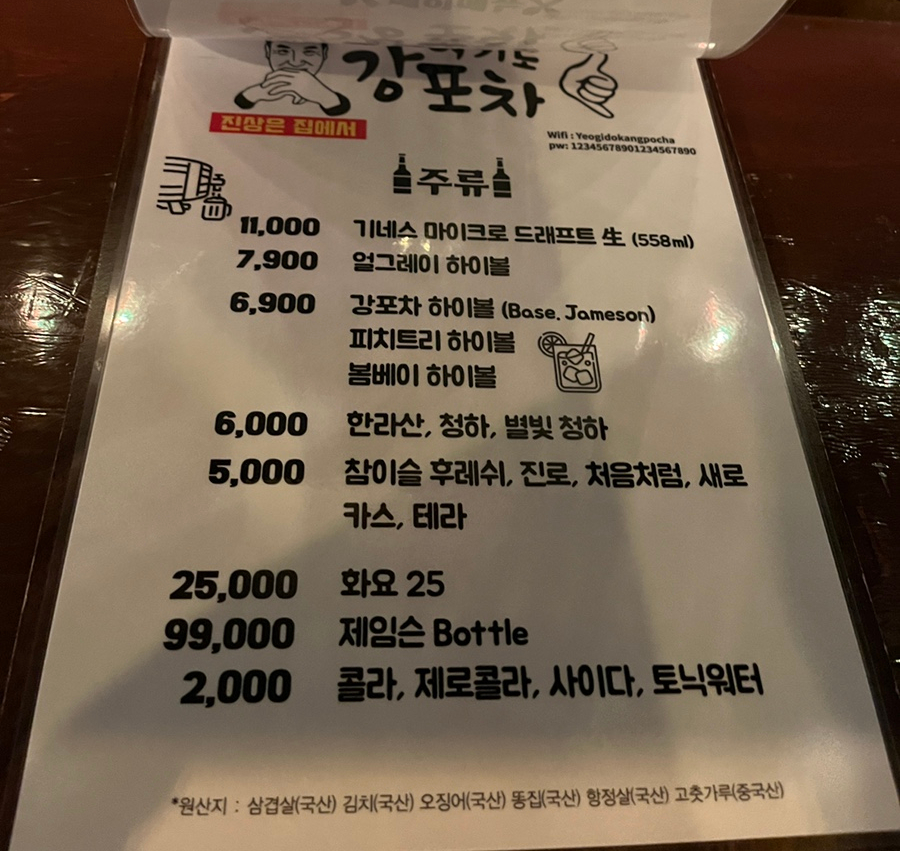 강포차
진상은 집에서
Wifi : Yeogidokangpocha
pw: 12345678901234567890
주류
11,000 기네스 마이크로 드래프트 生 (558ml)
7,900 얼그레이 하이볼
6,900 강포차 하이볼 (Base. Jameson)
피치트리 하이볼
봄베이 하이볼
6,000 한라산, 청하, 별빛 청하
5,000 참이슬 후레쉬, 진로, 처음처럼, 새로
카스, 테라
25,000 화요 25
99,000 제임슨 Bottle
2,000 콜라, 제로콜라, 사이다, 토닉워터
*원산지 : 삼겹살(국산) 김치(국산) 오징어(국산) 똥집(국산) 항정살(국산) 고춧가루(중국산)